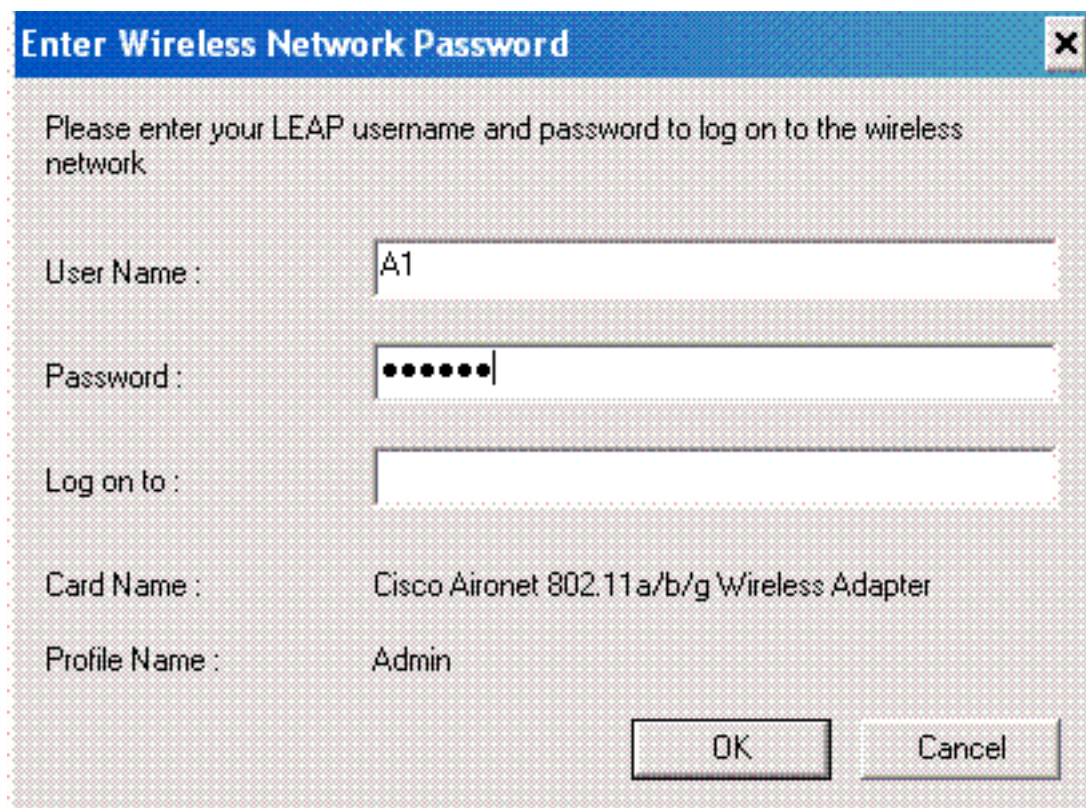 Enter Wireless Network Password
Please enter your LEAP username and password to log on to the wireless
network
User Name : A1
Password : ●●●●●●
Log on to :
Card Name : Cisco Aironet 802.11a/b/g Wireless Adapter
Profile Name : Admin
OK Cancel